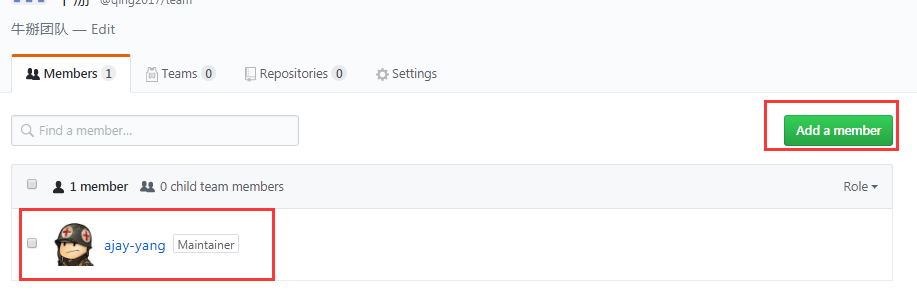 @qing2017/team
牛掰团队 — Edit
Members 1 Teams 0 Repositories 0 Settings
Find a member... Add a member
1 member 0 child team members Role
ajay-yang Maintainer